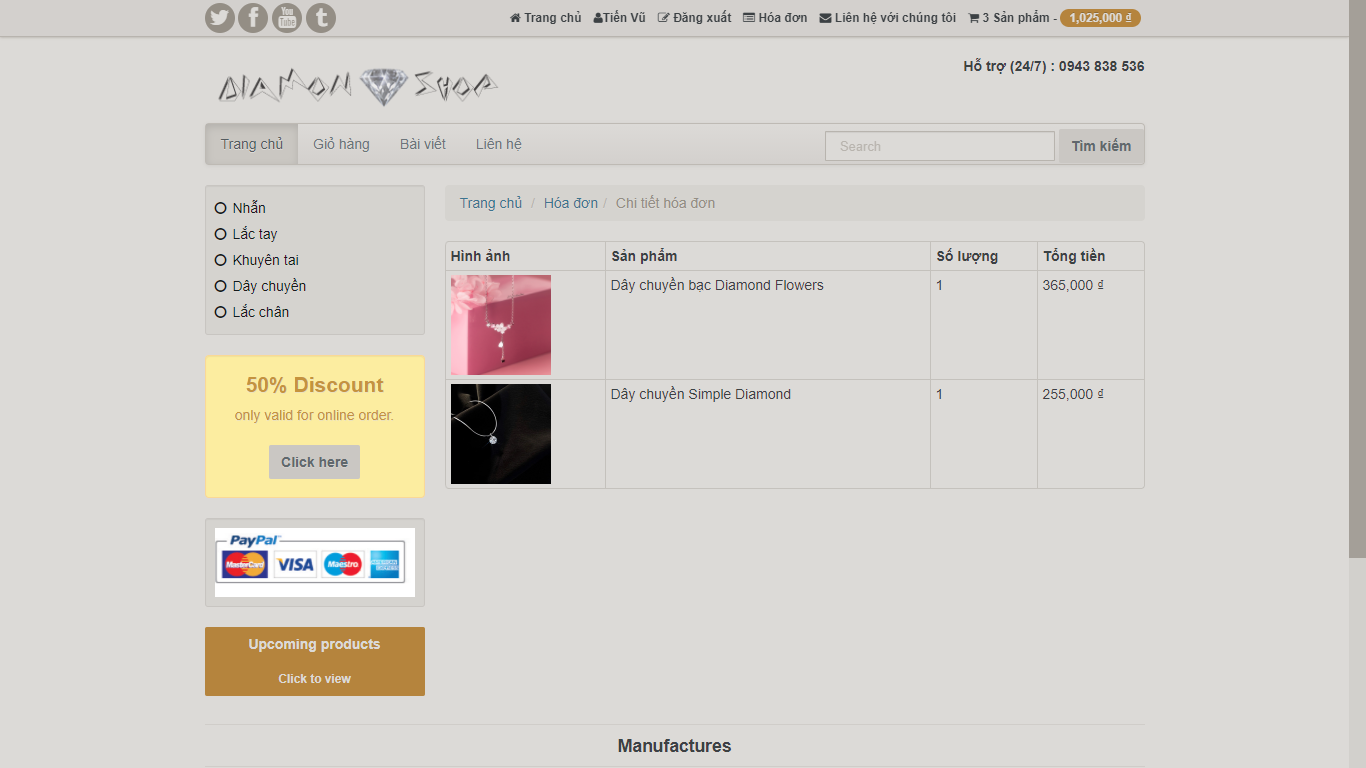 Trang chủ Tiến Vũ Đăng xuất Hóa đơn Liên hệ với chúng tôi 3 Sản phẩm - 1,025,000 ₫
Hỗ trợ (24/7) : 0943 838 536
DIAMON SHOP
Trang chủ Giỏ hàng Bài viết Liên hệ Search Tìm kiếm
Nhẫn
Lắc tay
Khuyên tai
Dây chuyền
Lắc chân
50% Discount
only valid for online order.
Click here
PayPal
MasterCard VISA Maestro AMERICAN EXPRESS
Upcoming products
Click to view
Trang chủ / Hóa đơn / Chi tiết hóa đơn
Hình ảnh Sản phẩm Số lượng Tổng tiền
Dây chuyền bạc Diamond Flowers 1 365,000 ₫
Dây chuyền Simple Diamond 1 255,000 ₫
Manufactures